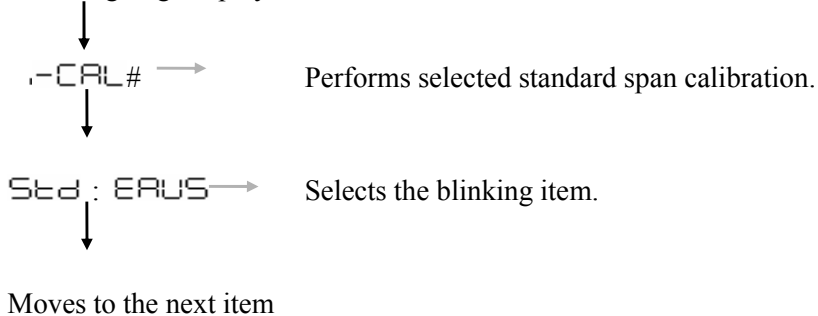 -CAL# Performs selected standard span calibration.
Std : EAUS Selects the blinking item.
Moves to the next item